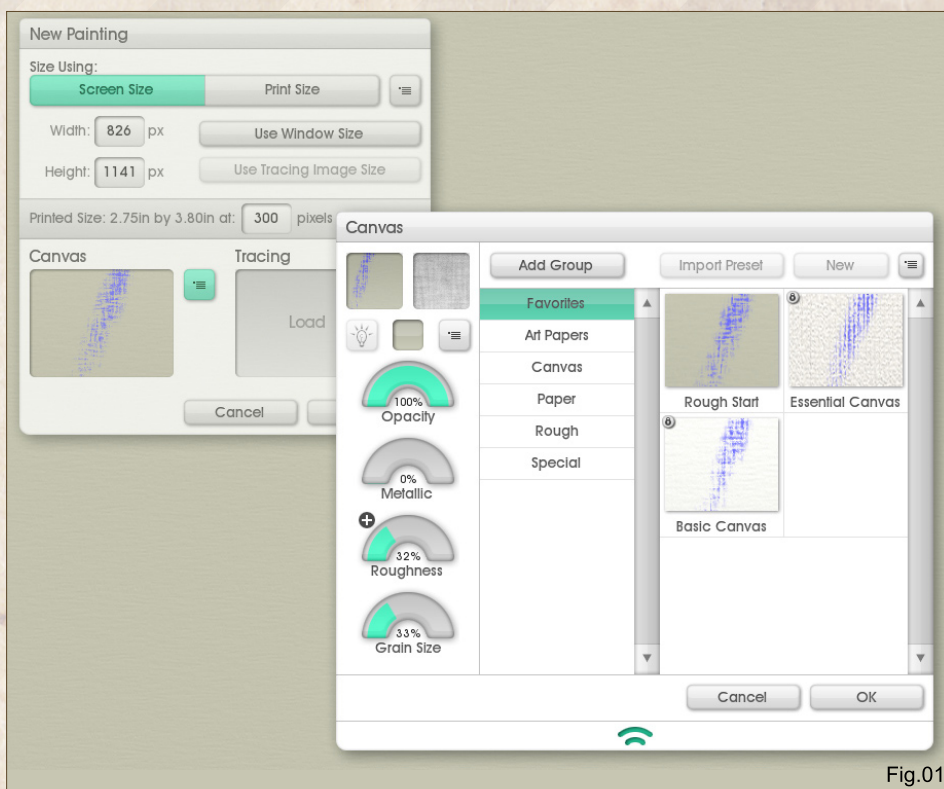 New Painting
Size Using:
Screen Size
Print Size
Width: 826 px
Use Window Size
Height: 1141 px
Use Tracing Image Size
Printed Size: 2.75in by 3.80in at: 300 pixels
Canvas
Tracing
Load
Cancel
Canvas
Add Group
Import Preset
New
Favorites
Art Papers
Canvas
Paper
Rough
Special
100%
Opacity
0%
Metallic
32%
Roughness
33%
Grain Size
Rough Start
Essential Canvas
Basic Canvas
Cancel
OK
Fig.01